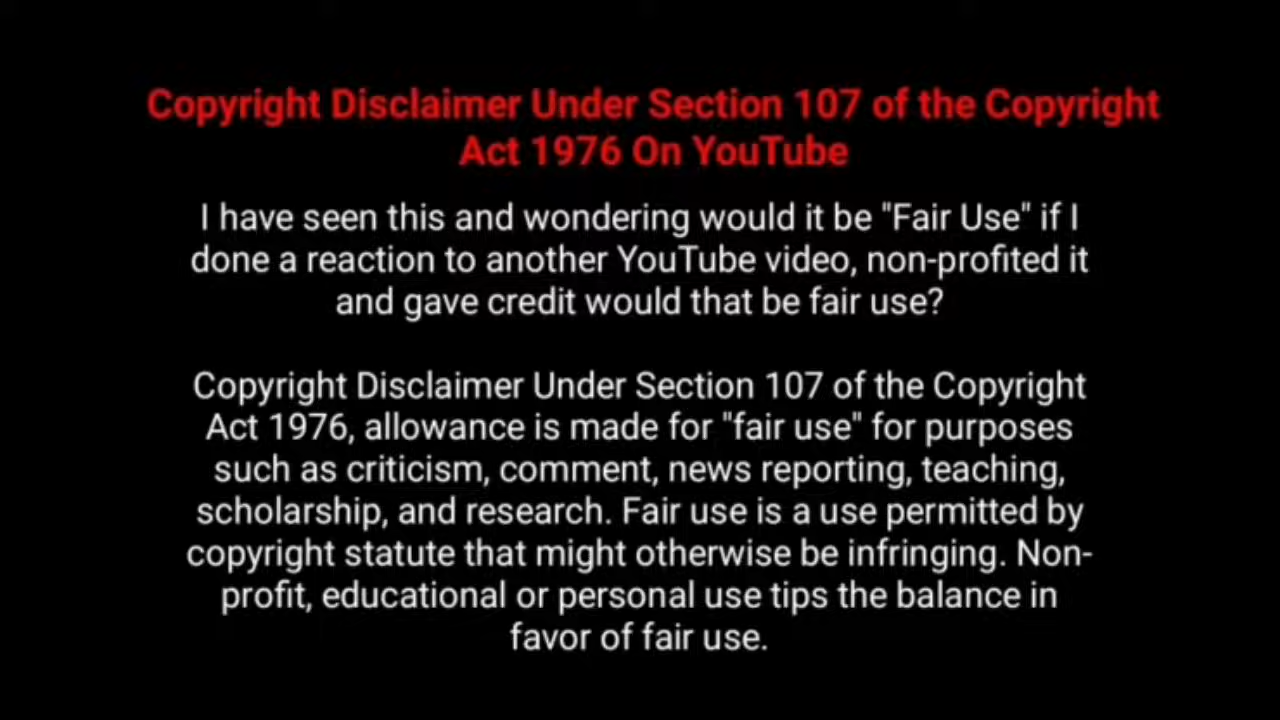 Copyright Disclaimer Under Section 107 of the Copyright
Act 1976 On YouTube
I have seen this and wondering would it be "Fair Use" if I
done a reaction to another YouTube video, non-profited it
and gave credit would that be fair use?
Copyright Disclaimer Under Section 107 of the Copyright
Act 1976, allowance is made for "fair use" for purposes
such as criticism, comment, news reporting, teaching,
scholarship, and research. Fair use is a use permitted by
copyright statute that might otherwise be infringing. Non-
profit, educational or personal use tips the balance in
favor of fair use.